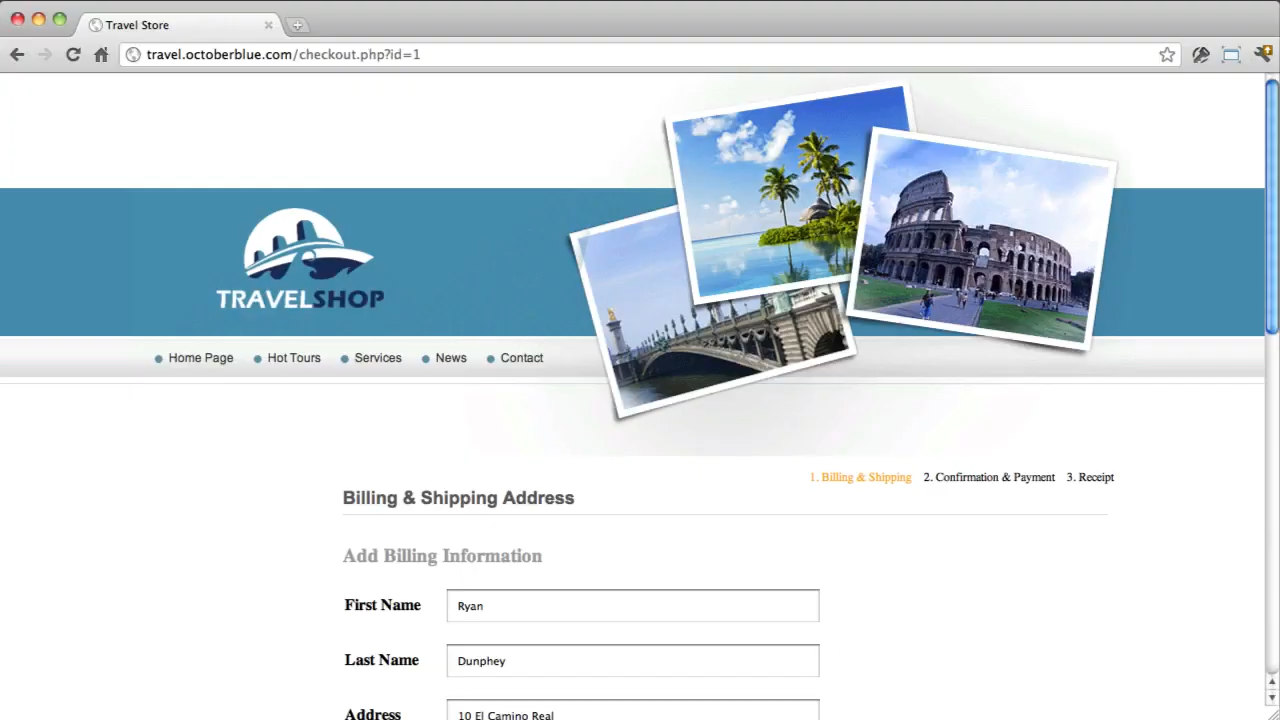 Travel Store
travel.octoberblue.com/checkout.php?id=1
TRAVELSHOP
Home Page Hot Tours Services News Contact
1. Billing & Shipping 2. Confirmation & Payment 3. Receipt
Billing & Shipping Address
Add Billing Information
First Name Ryan
Last Name Dunphey
Address 10 El Camino Real